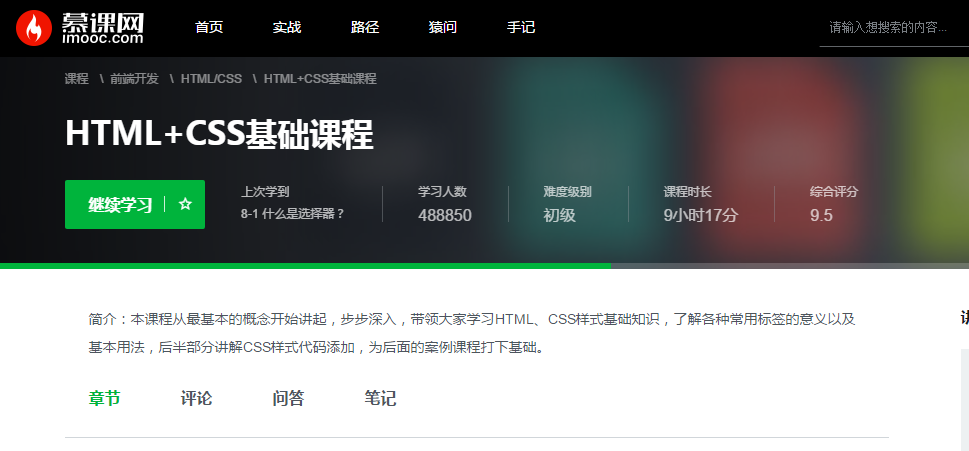 慕课网
imooc.com
首页 实战 路径 猿问 手记 请输入想搜索的内容...
课程 \ 前端开发 \ HTML/CSS \ HTML+CSS基础课程
HTML+CSS基础课程
继续学习
上次学到 学习人数 难度级别 课程时长 综合评分
8-1 什么是选择器？ 488850 初级 9小时17分 9.5
简介：本课程从最基本的概念开始讲起，步步深入，带领大家学习HTML、CSS样式基础知识，了解各种常用标签的意义以及
基本用法，后半部分讲解CSS样式代码添加，为后面的案例课程打下基础。
章节 评论 问答 笔记